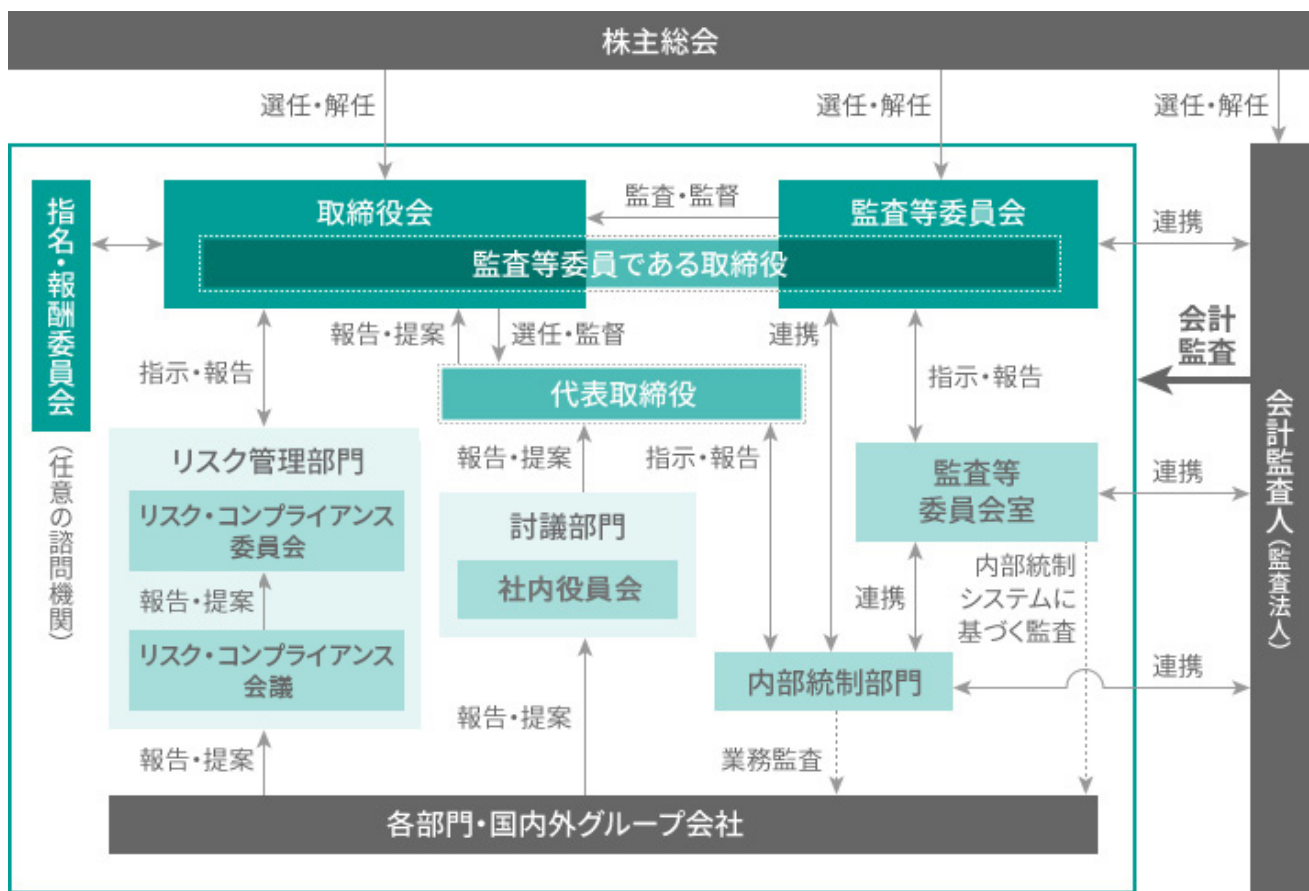 株主総会
選任・解任
選任・解任
選任・解任
指名・報酬委員会
（任意の諮問機関）
取締役会
監査・監督
監査等委員会
監査等委員である取締役
連携
会計
監査
会計監査人（監査法人）
指示・報告
報告・提案
選任・監督
連携
指示・報告
代表取締役
リスク管理部門
リスク・コンプライアンス
委員会
報告・提案
リスク・コンプライアンス
会議
報告・提案
討議部門
社内役員会
指示・報告
監査等
委員会室
連携
連携
内部統制
システムに
基づく監査
内部統制部門
連携
報告・提案
報告・提案
業務監査
各部門・国内外グループ会社